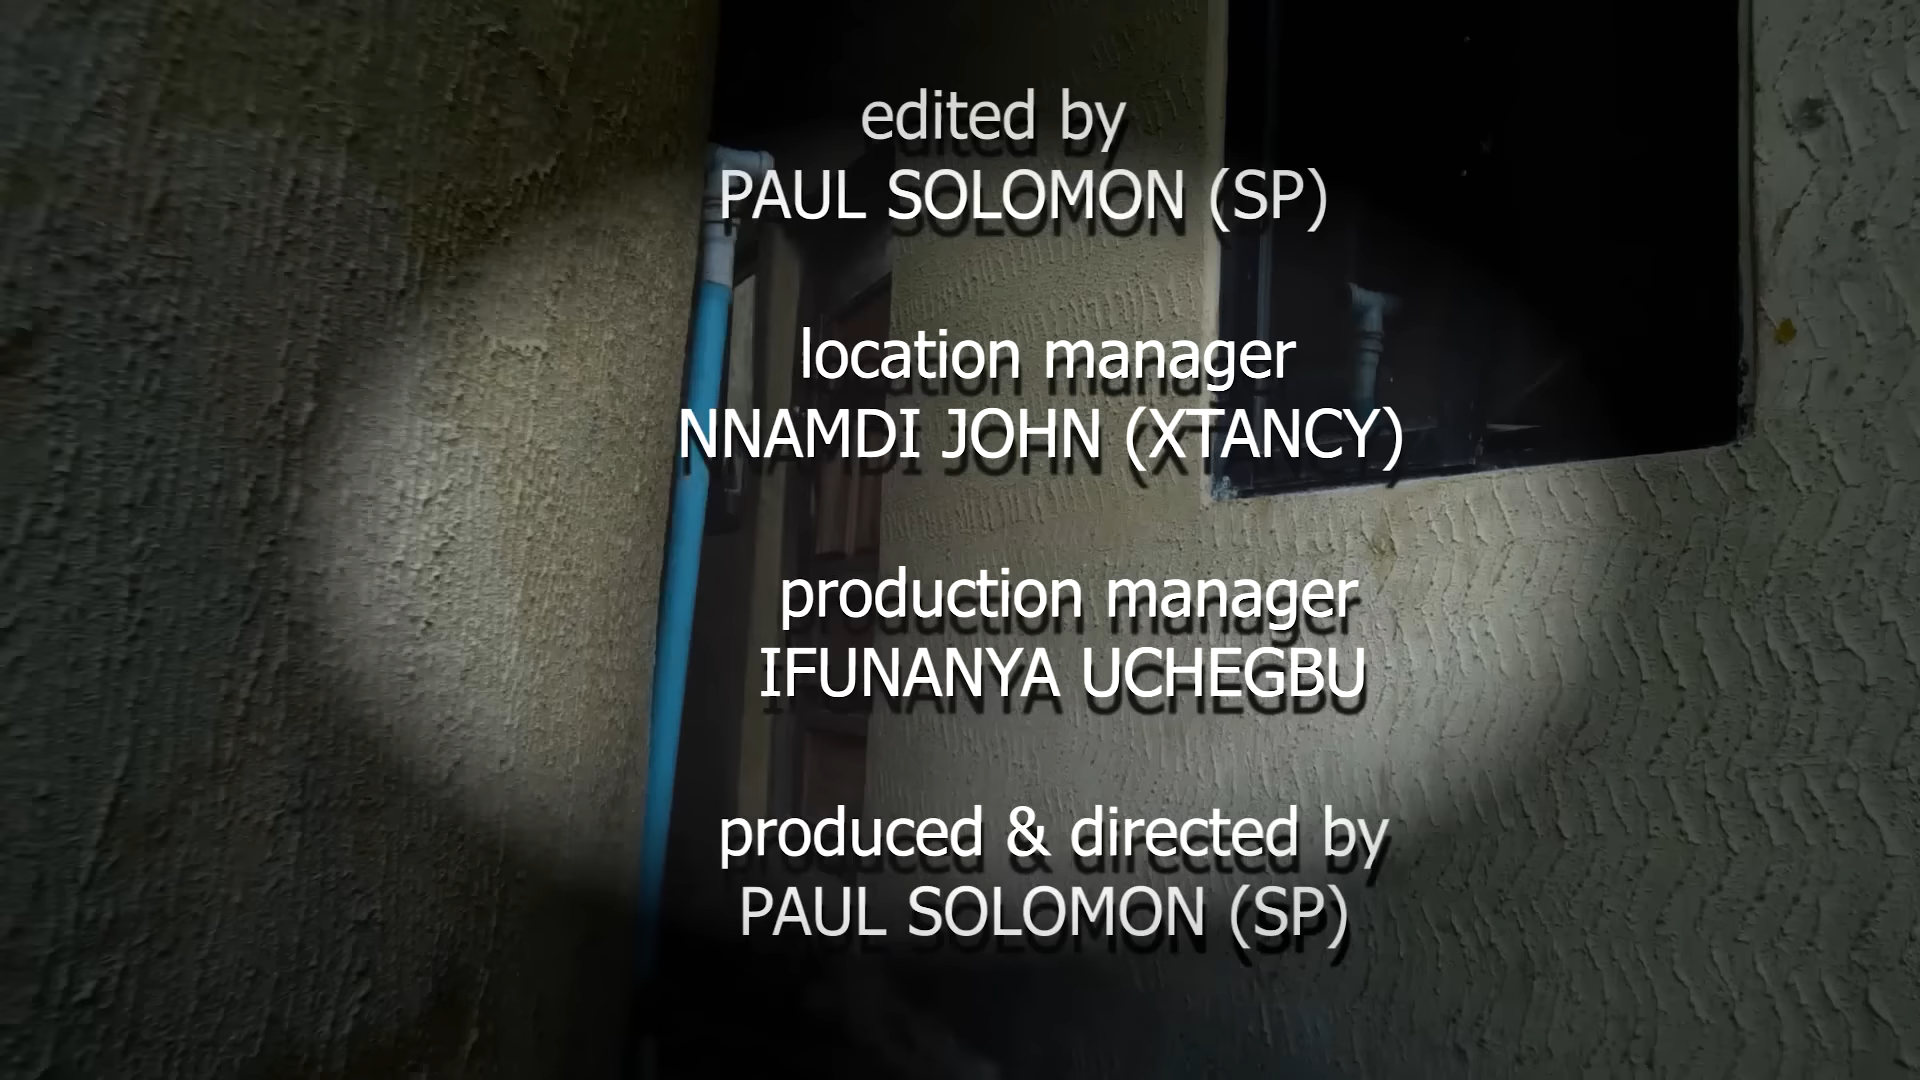 edited by
PAUL SOLOMON (SP)
location manager
NNAMDI JOHN (XTANCY)
production manager
IFUNANYA UCHEGBU
produced & directed by
PAUL SOLOMON (SP)